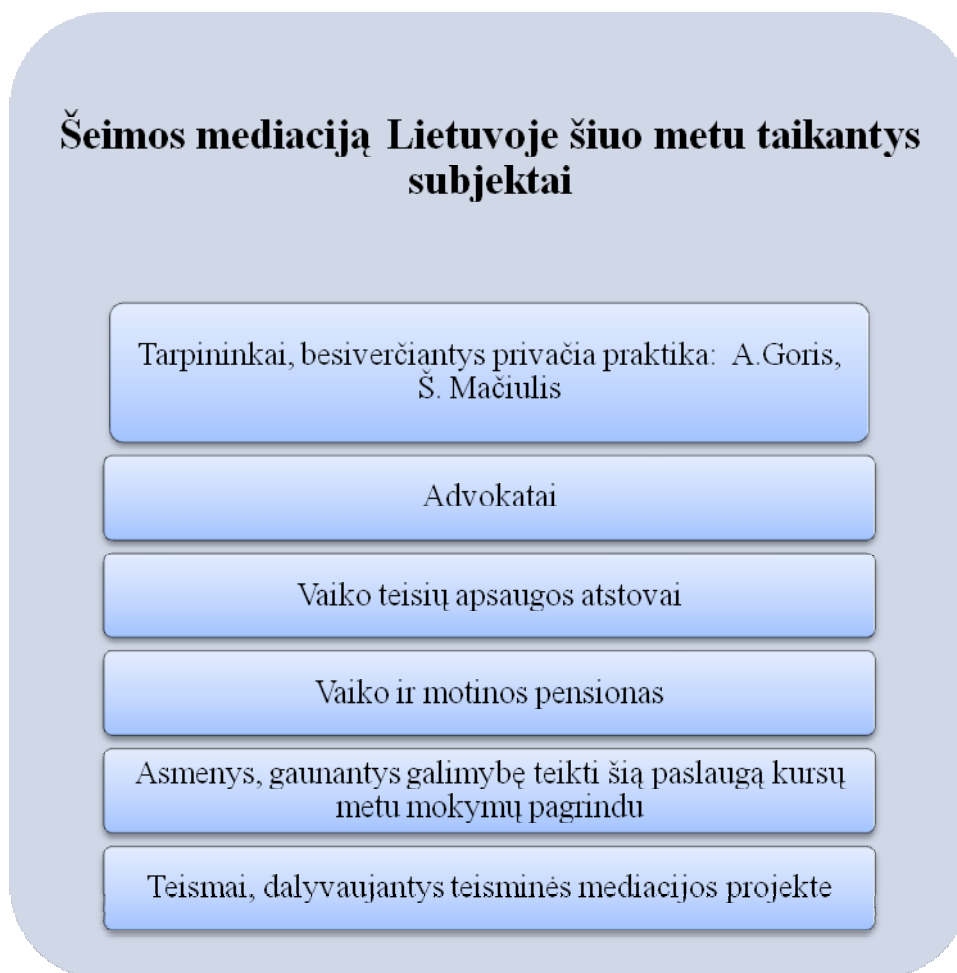 Šeimos mediaciją Lietuvoje šiuo metu taikantys
subjektai
Tarpininkai, besiverčiantys privačia praktika: A.Goris,
Š. Mačiulis
Advokatai
Vaiko teisių apsaugos atstovai
Vaiko ir motinos pensionas
Asmenys, gaunantys galimybę teikti šią paslaugą kursų
metu mokymų pagrindu
Teismai, dalyvaujantys teisminės mediacijos projekte